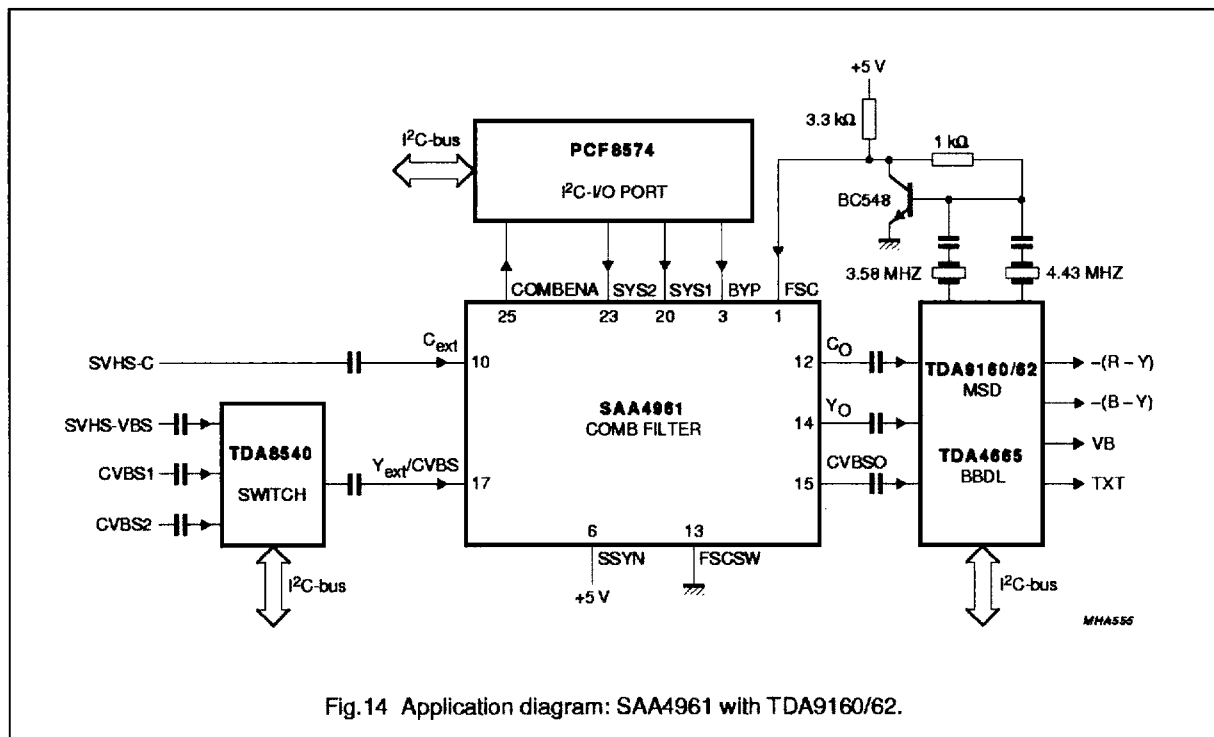 +5 V
3.3 kΩ
1 kΩ
I²C-bus
PCF8574
I²C-I/O PORT
BC548
3.58 MHZ
4.43 MHZ
COMBENA
SYS2
SYS1
BYP
FSC
25
23
20
3
1
SVHS-C
Cext
10
12
CO
SAA4961
COMB FILTER
TDA9160/62
MSD
–(R – Y)
–(B – Y)
SVHS-VBS
CVBS1
CVBS2
TDA8540
SWITCH
Yext/CVBS
17
14
YO
15
CVBSO
TDA4665
BBDL
VB
TXT
6
13
SSYN
FSCSW
+5 V
I²C-bus
I²C-bus
MHA555
Fig.14 Application diagram: SAA4961 with TDA9160/62.